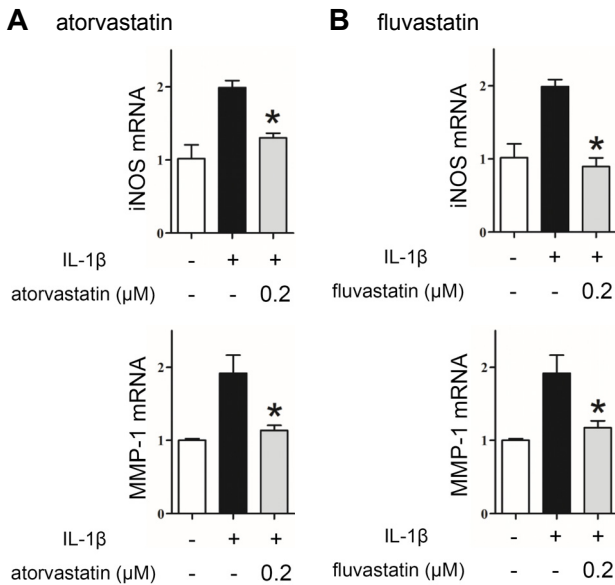 A atorvastatin
iNOS mRNA
2
*
1
0
IL-1β - + +
atorvastatin (μM) - - 0.2
MMP-1 mRNA
2
*
1
0
IL-1β - + +
atorvastatin (μM) - - 0.2
B fluvastatin
iNOS mRNA
2
*
1
0
IL-1β - + +
fluvastatin (μM) - - 0.2
MMP-1 mRNA
2
*
1
0
IL-1β - + +
fluvastatin (μM) - - 0.2